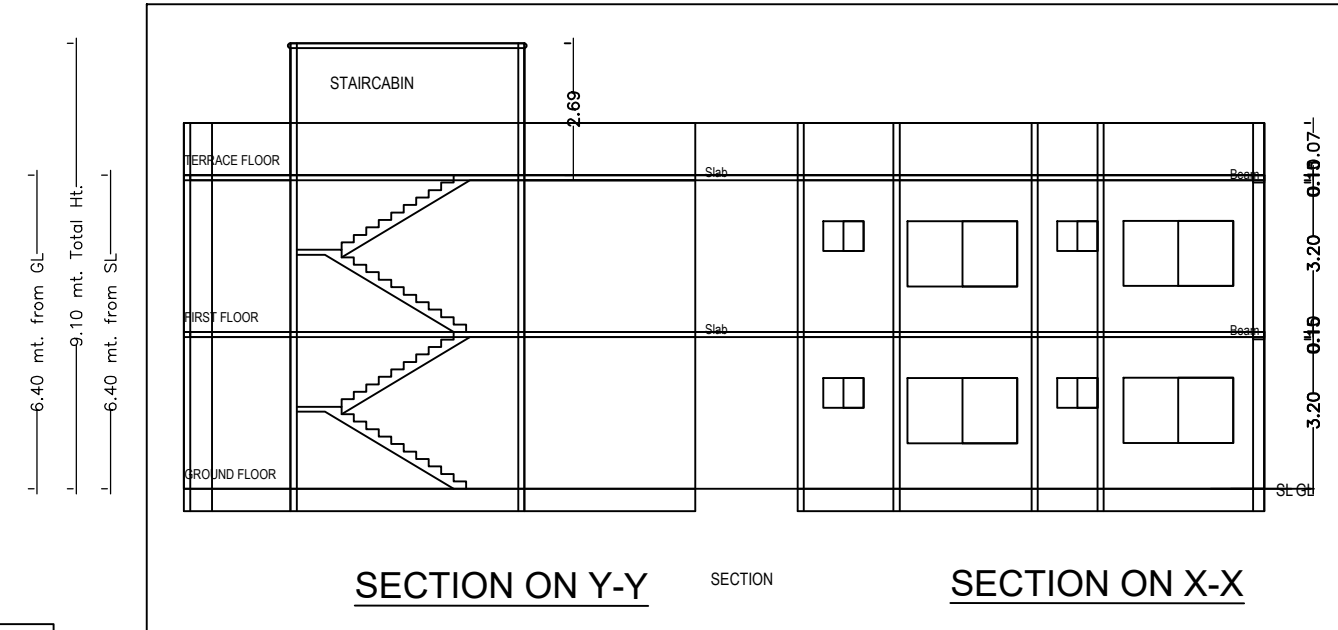 STAIRCABIN
2.69
TERRACE FLOOR
Slab
Beam
6.40 mt. from GL
9.10 mt. Total Ht.
6.40 mt. from SL
3.20
FIRST FLOOR
Slab
Beam
3.20
GROUND FLOOR
SL GL
SECTION ON Y-Y
SECTION
SECTION ON X-X